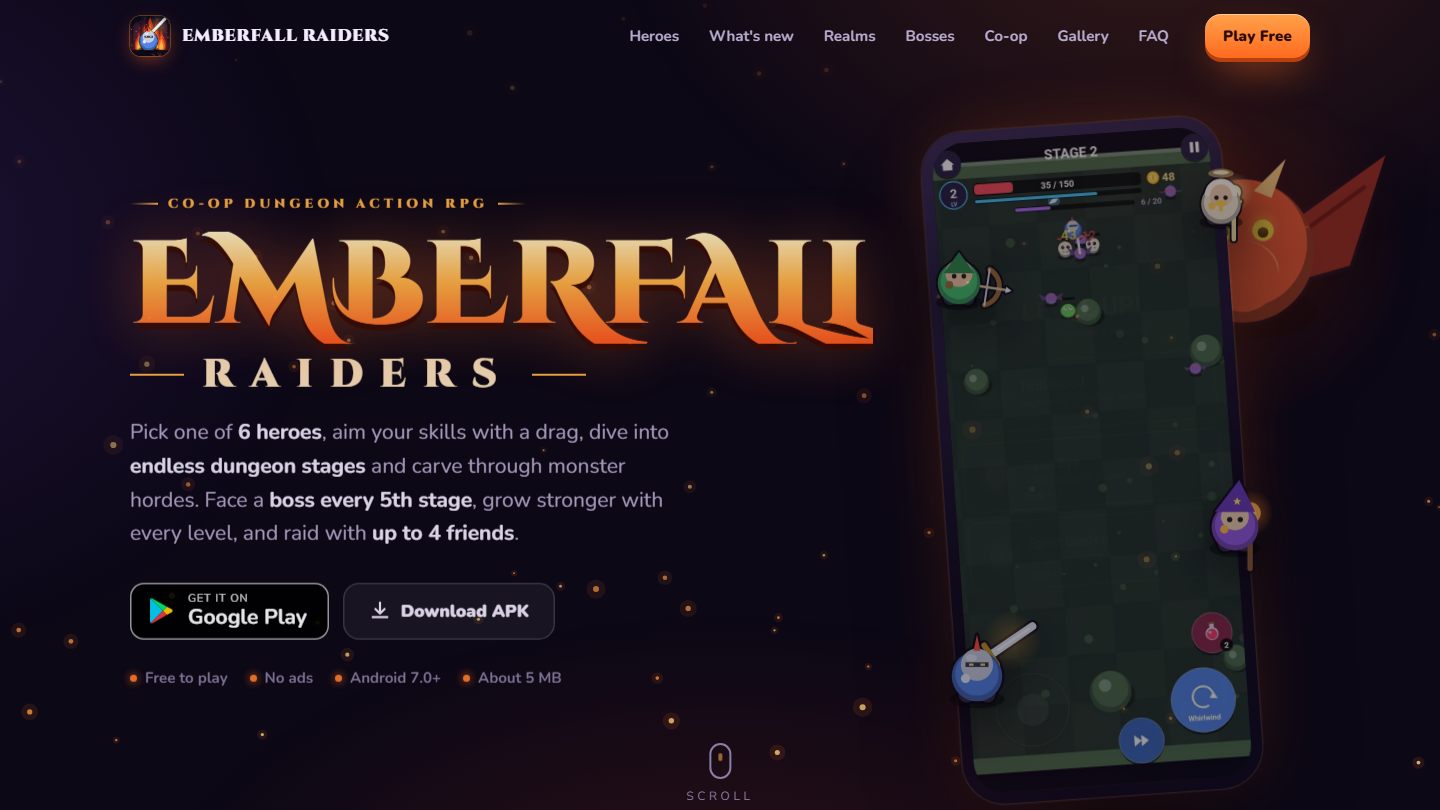 EMBERFALL RAIDERS
Heroes
What's new
Realms
Bosses
Co-op
Gallery
FAQ
Play Free
CO-OP DUNGEON ACTION RPG
EMBERFALL
RAIDERS
Pick one of 6 heroes, aim your skills with a drag, dive into
endless dungeon stages and carve through monster
hordes. Face a boss every 5th stage, grow stronger with
every level, and raid with up to 4 friends.
GET IT ON
Google Play
Download APK
Free to play
No ads
Android 7.0+
About 5 MB
SCROLL
STAGE 2
2
LV
35 / 150
48
6 / 20
2
Whirlwind